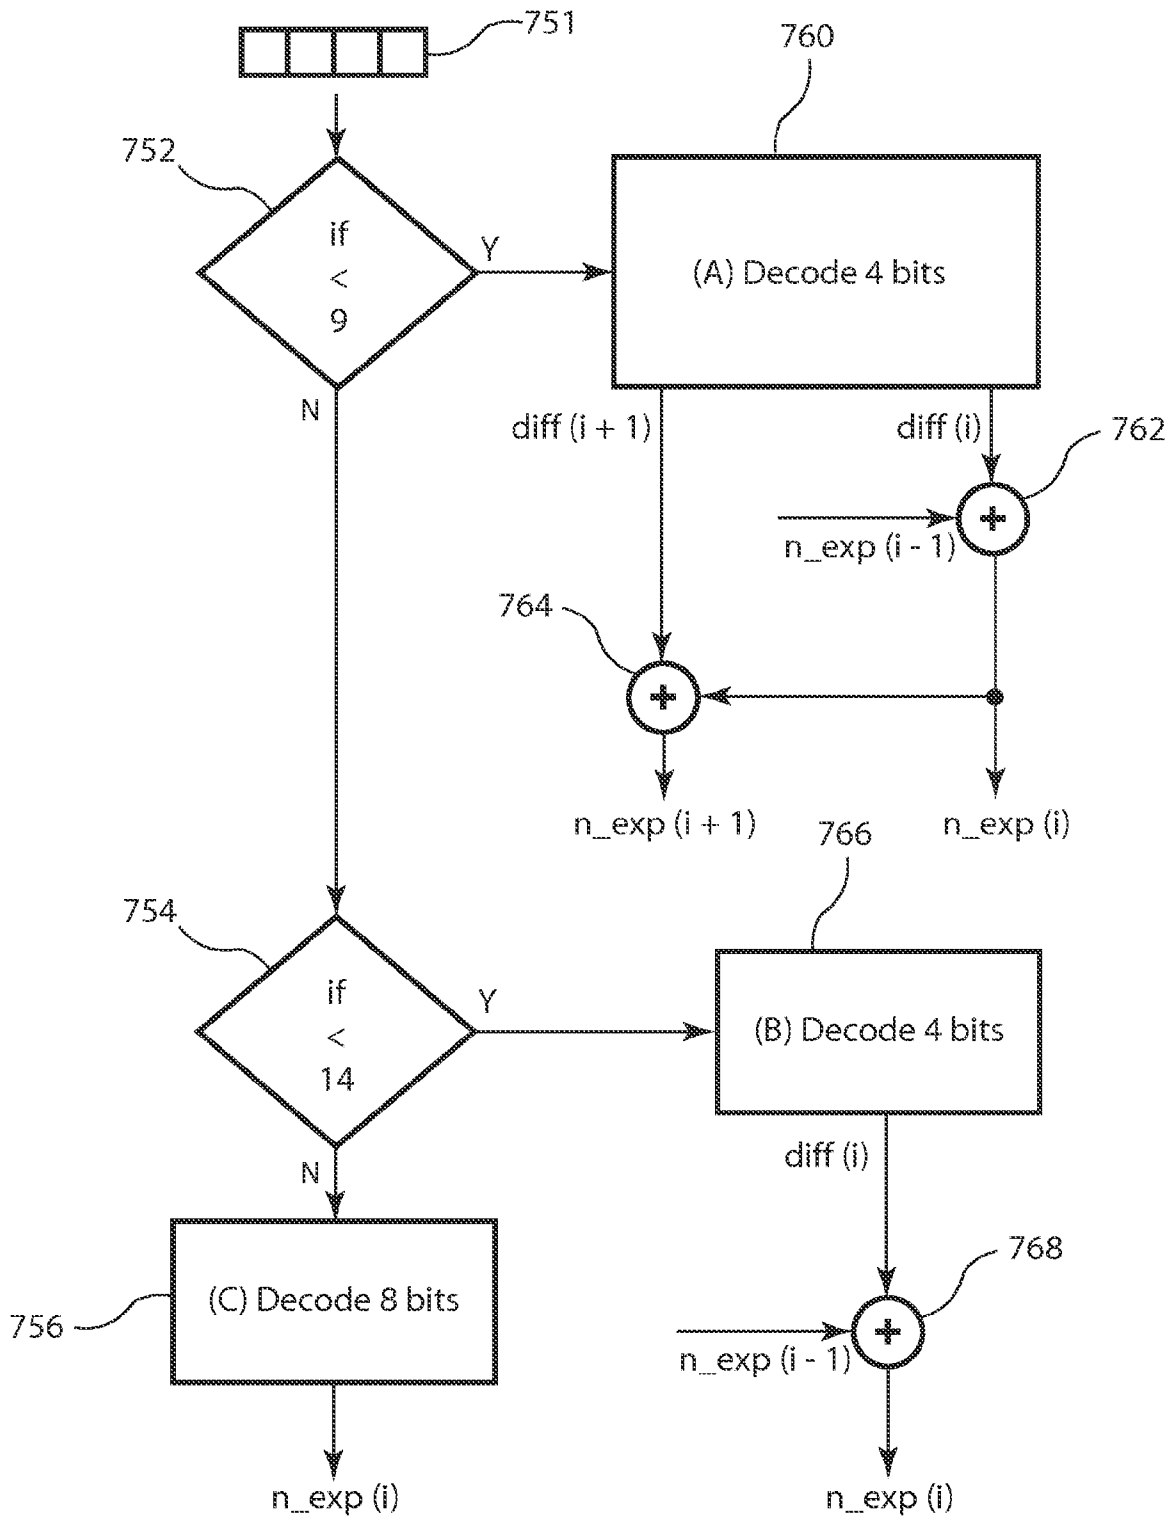 751
760
752
if
<
9
Y
(A) Decode 4 bits
N
diff (i + 1)
diff (i)
762
+
n_exp (i - 1)
764
+
n_exp (i + 1)
n_exp (i)
766
754
if
<
14
Y
(B) Decode 4 bits
N
diff (i)
768
(C) Decode 8 bits
756
+
n_exp (i - 1)
n_exp (i)
n_exp (i)